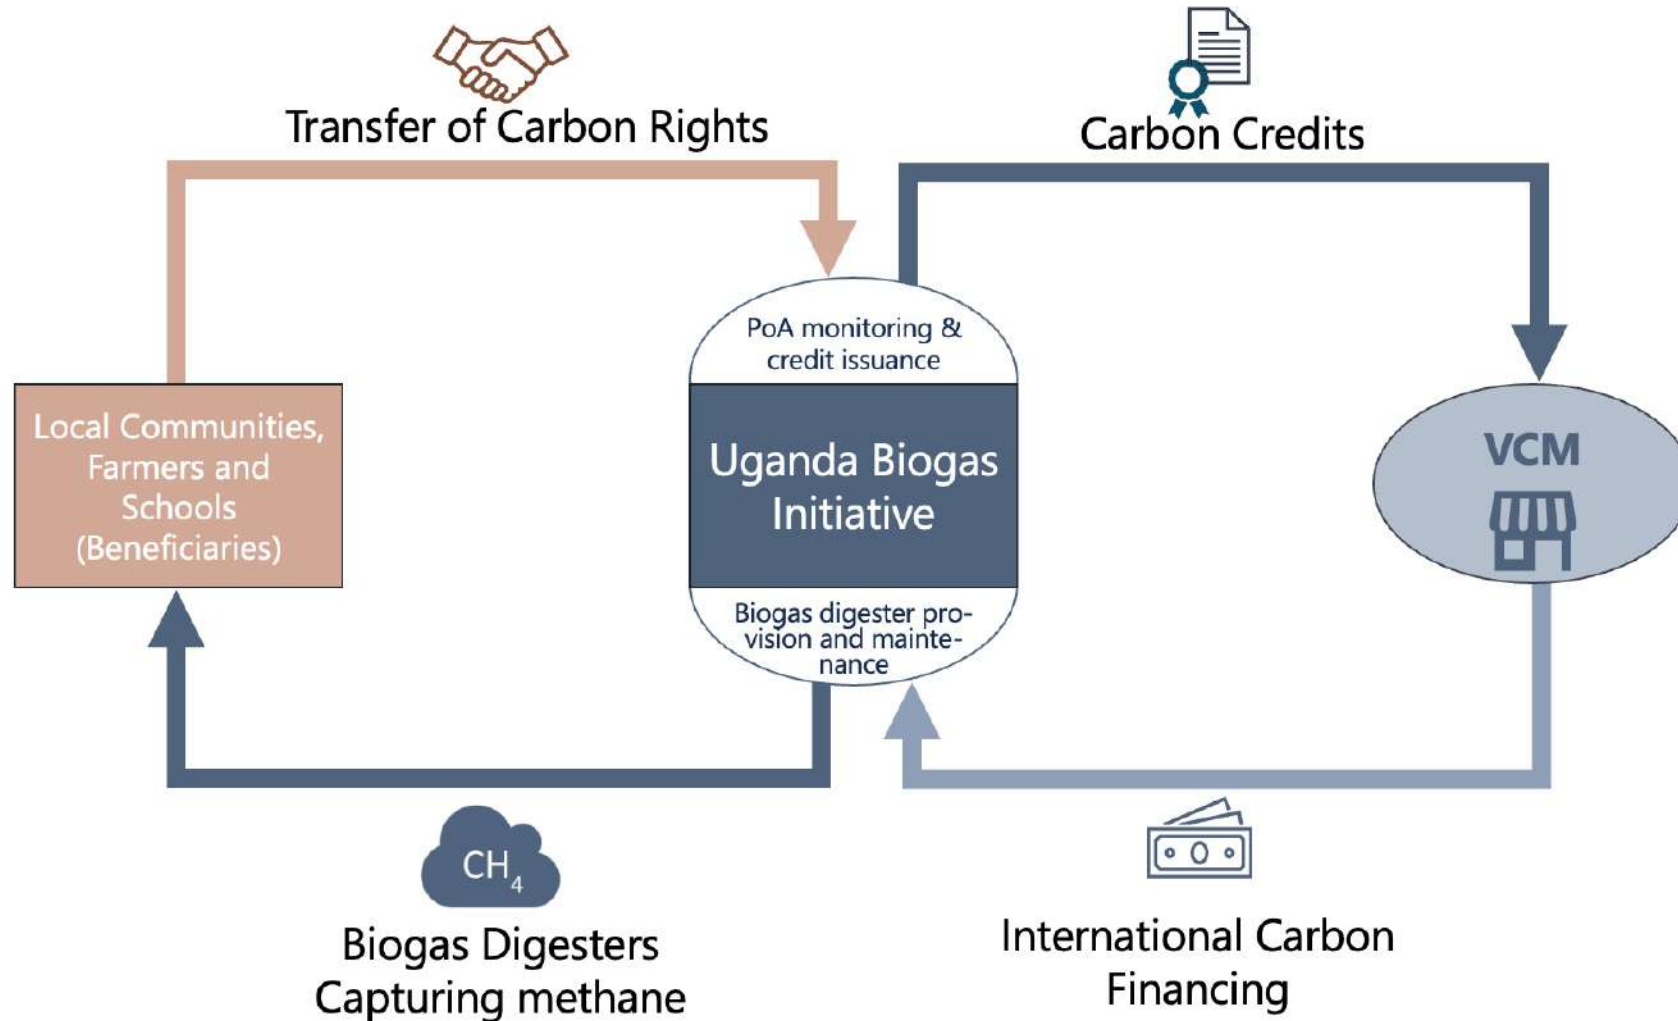 Transfer of Carbon Rights
Carbon Credits
PoA monitoring &
credit issuance
Local Communities,
Farmers and
Schools
(Beneficiaries)
Uganda Biogas
Initiative
VCM
Biogas digester pro-
vision and mainte-
nance
CH4
Biogas Digesters
Capturing methane
International Carbon
Financing